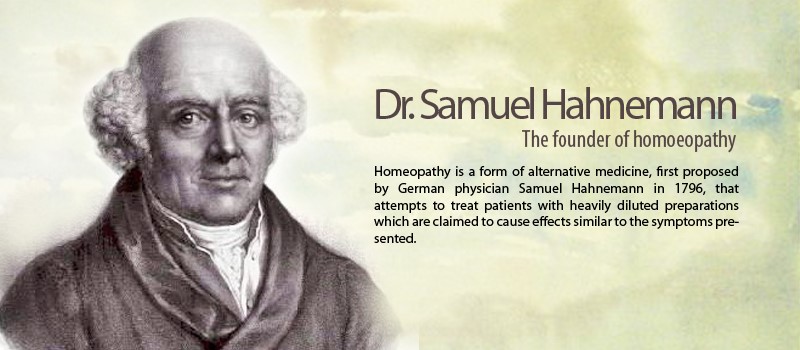 Dr. Samuel Hahnemann
The founder of homoeopathy
Homeopathy is a form of alternative medicine, first proposed
by German physician Samuel Hahnemann in 1796, that
attempts to treat patients with heavily diluted preparations
which are claimed to cause effects similar to the symptoms pre-
sented.